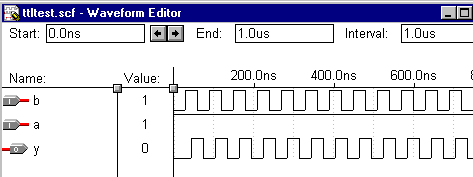 ttltest.scf - Waveform Editor
Start: 0.0ns End: 1.0us Interval: 1.0us
Name: Value: 200.0ns 400.0ns 600.0ns
I b 1
I a 1
O y 0